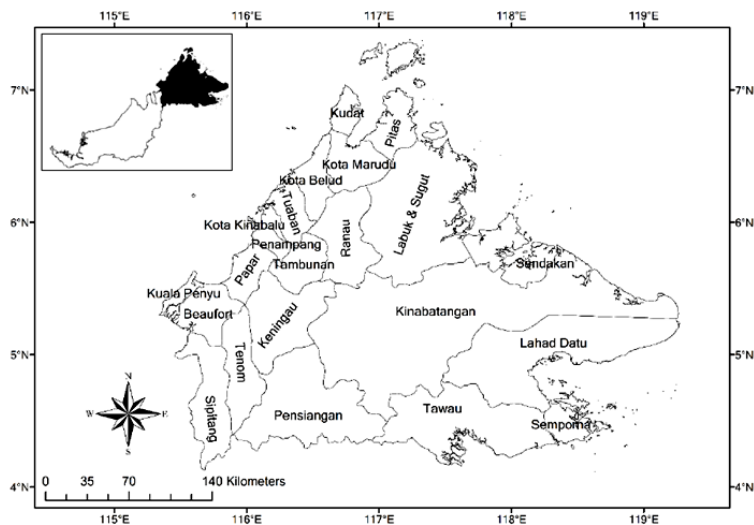 115°E 116°E 117°E 118°E 119°E
7°N 7°N
Kudat
Pitas
Kota Marudu
Kota Belud
Tuaban
Labuk & Sugut
6°N 6°N
Kota Kinabalu
Ranau
Penampang
Papar
Tambunan
Sendakan
Kuala Penyu
Beaufort
Keningau
Kinabatangan
5°N 5°N
Lahad Datu
Tenom
Sipitang
Pensiangan
Tawau
Semporna
N
W E
S
0 35 70 140 Kilometers
4°N 4°N
115°E 116°E 117°E 118°E 119°E